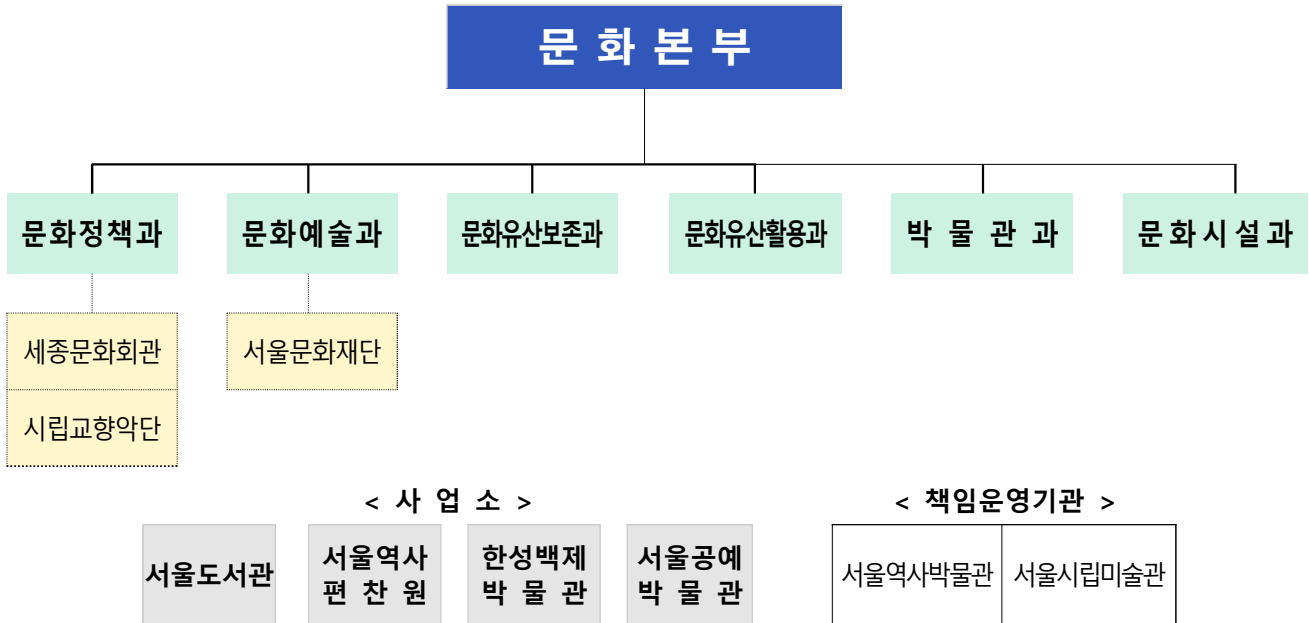 문 화 본 부
문화정책과
문화예술과
문화유산보존과
문화유산활용과
박 물 관 과
문화시설과
세종문화회관
서울문화재단
시립교향악단
< 사 업 소 >
< 책임운영기관 >
서울도서관
서울역사
편 찬 원
한성백제
박 물 관
서울공예
박 물 관
서울역사박물관
서울시립미술관